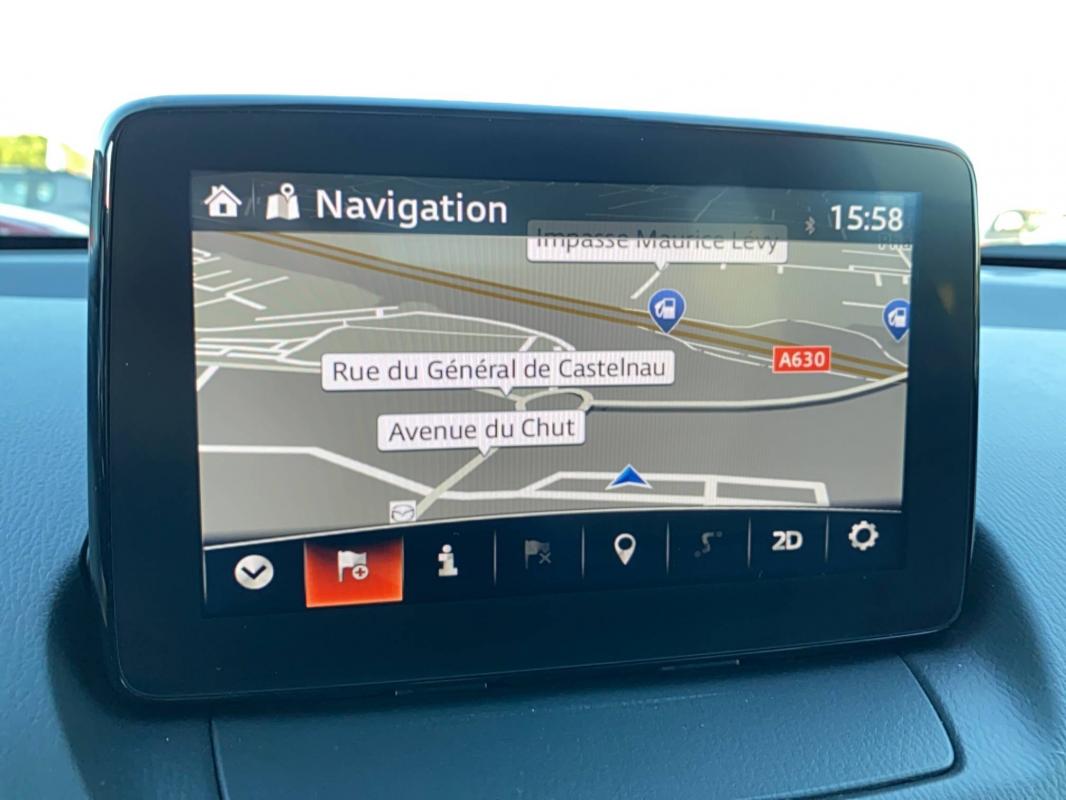 Navigation
15:58
Impasse Maurice Lévy
A630
Rue du Général de Castelnau
Avenue du Chut
2D